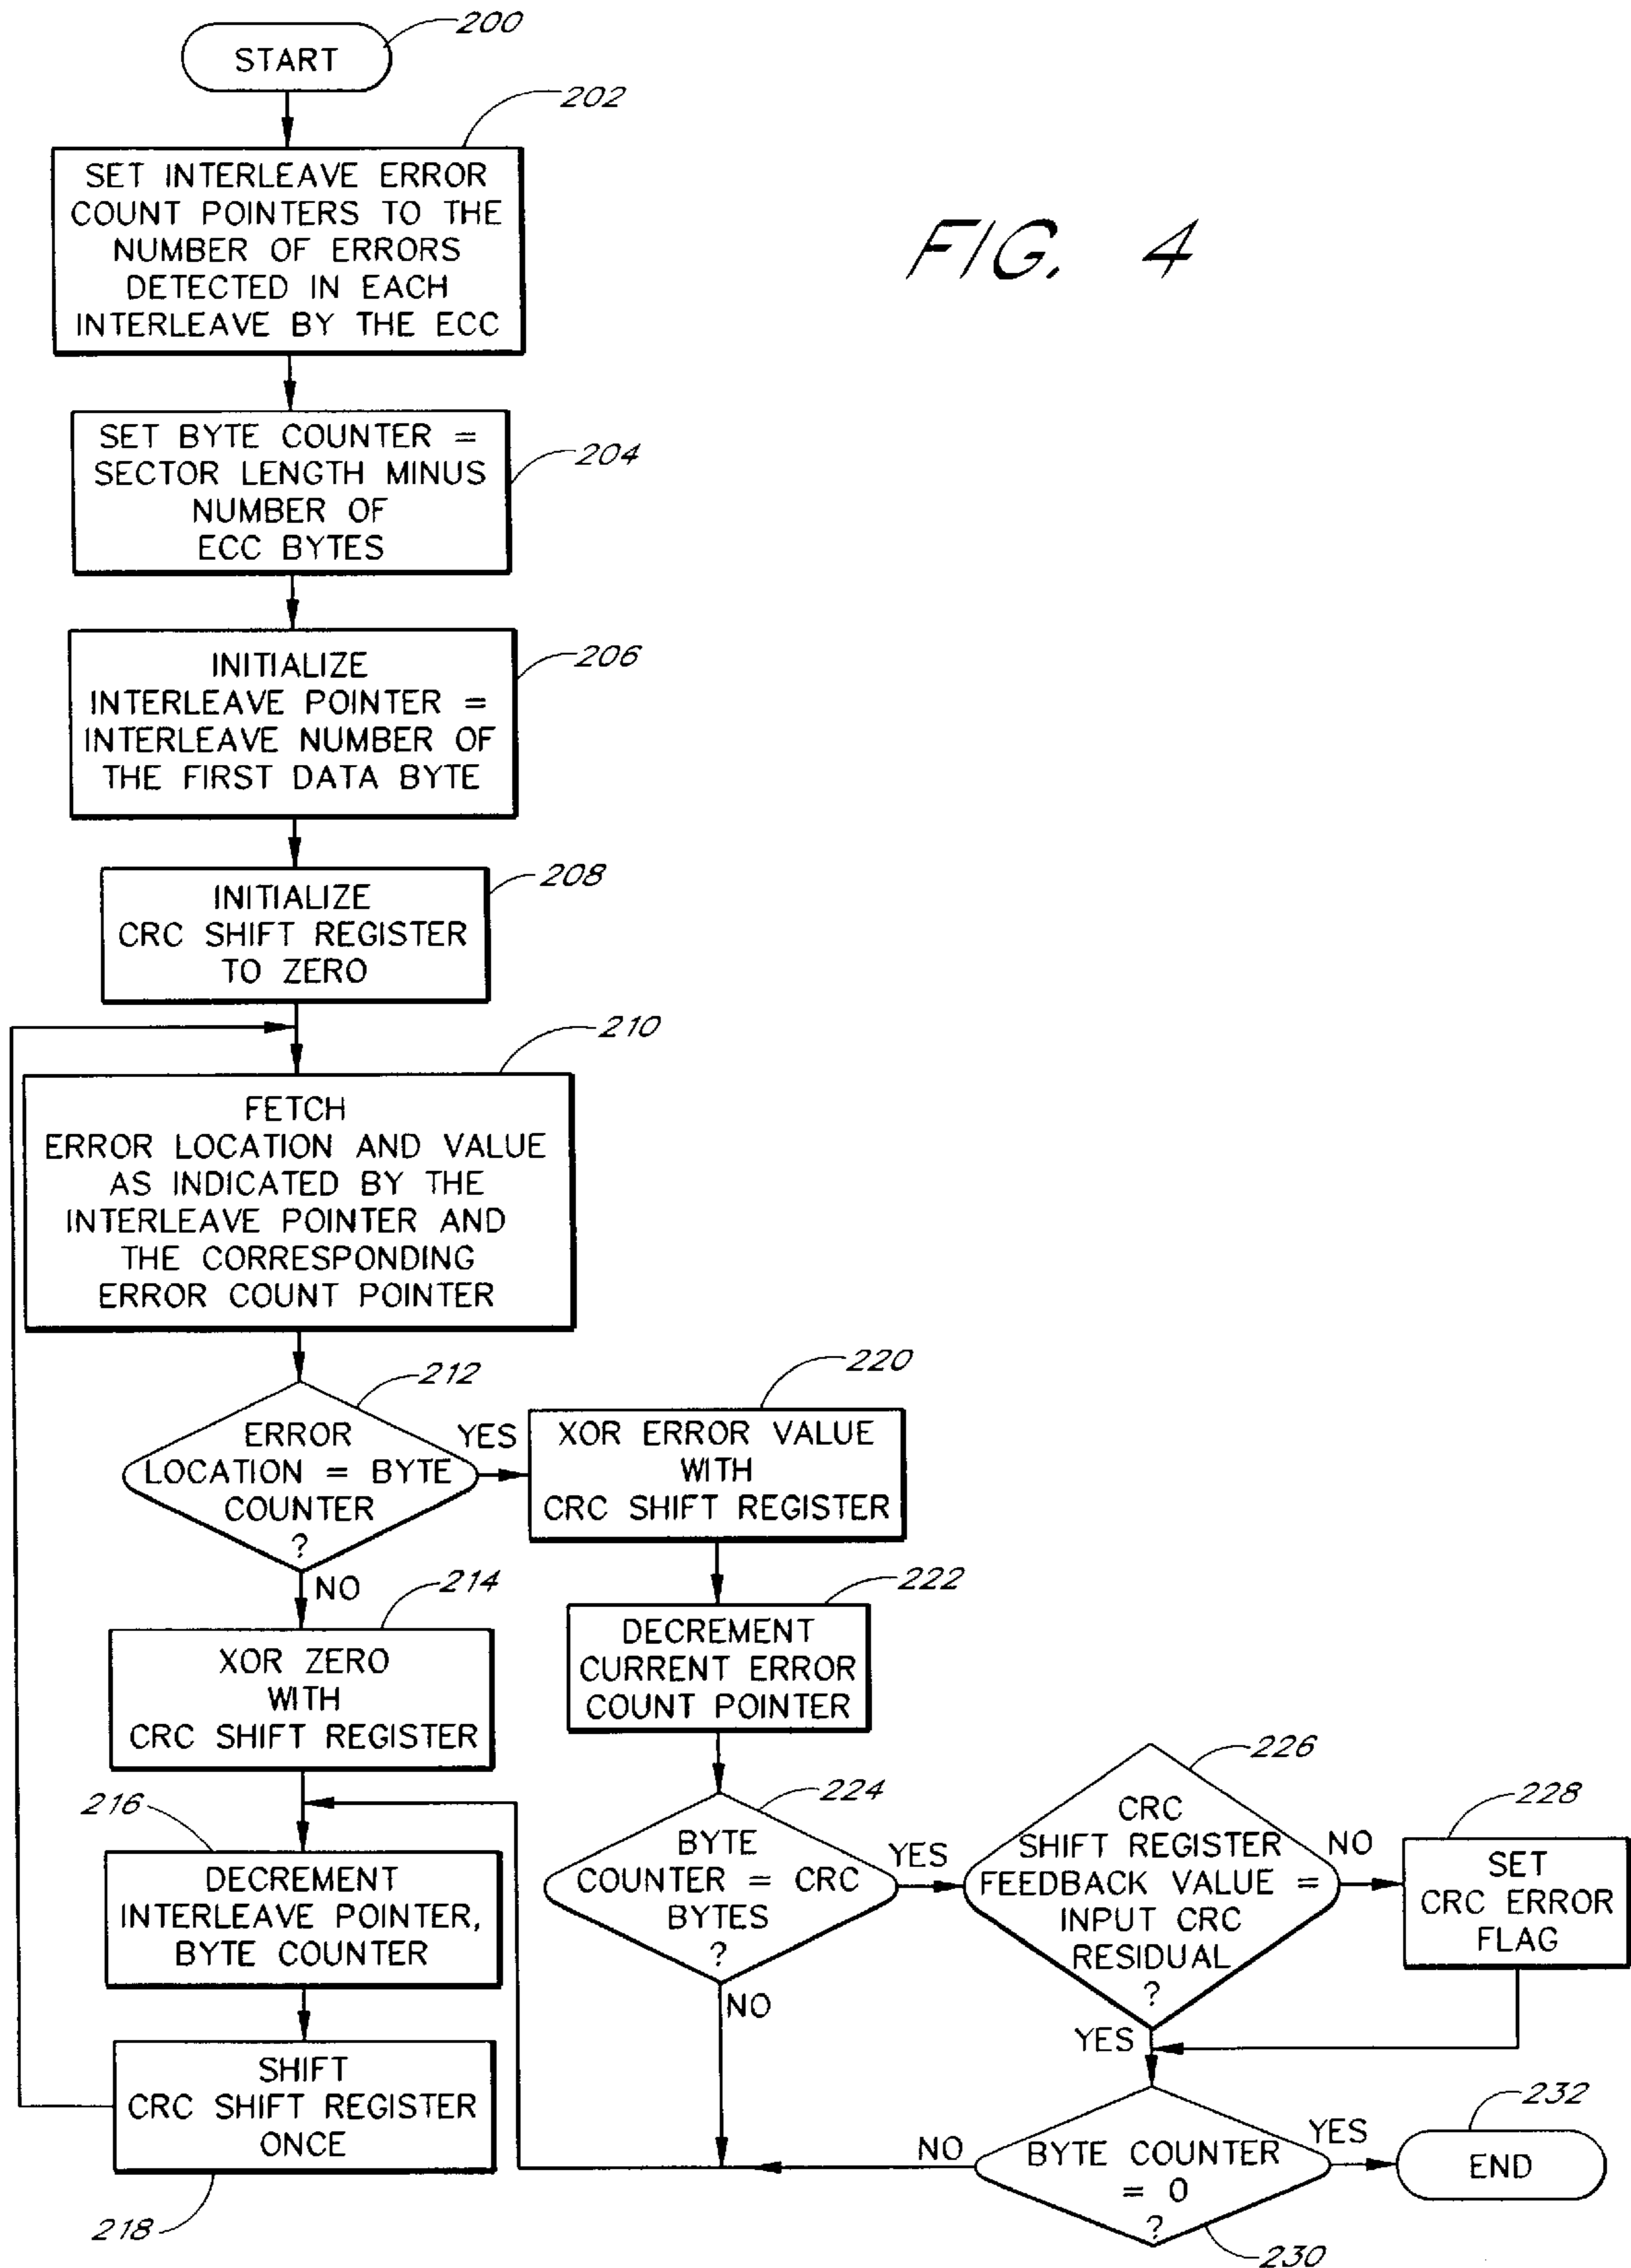 200
START
202
SET INTERLEAVE ERROR
COUNT POINTERS TO THE
NUMBER OF ERRORS
DETECTED IN EACH
INTERLEAVE BY THE ECC
FIG. 4
SET BYTE COUNTER =
SECTOR LENGTH MINUS
NUMBER OF
ECC BYTES
204
INITIALIZE
INTERLEAVE POINTER =
INTERLEAVE NUMBER OF
THE FIRST DATA BYTE
206
INITIALIZE
CRC SHIFT REGISTER
TO ZERO
208
210
FETCH
ERROR LOCATION AND VALUE
AS INDICATED BY THE
INTERLEAVE POINTER AND
THE CORRESPONDING
ERROR COUNT POINTER
212
ERROR
LOCATION = BYTE
COUNTER
?
YES
NO
220
XOR ERROR VALUE
WITH
CRC SHIFT REGISTER
214
XOR ZERO
WITH
CRC SHIFT REGISTER
222
DECREMENT
CURRENT ERROR
COUNT POINTER
216
DECREMENT
INTERLEAVE POINTER,
BYTE COUNTER
224
BYTE
COUNTER = CRC
BYTES
?
YES
NO
226
CRC
SHIFT REGISTER
FEEDBACK VALUE =
INPUT CRC
RESIDUAL
?
NO
YES
228
SET
CRC ERROR
FLAG
SHIFT
CRC SHIFT REGISTER
ONCE
218
NO
BYTE COUNTER
= 0
?
YES
230
232
END